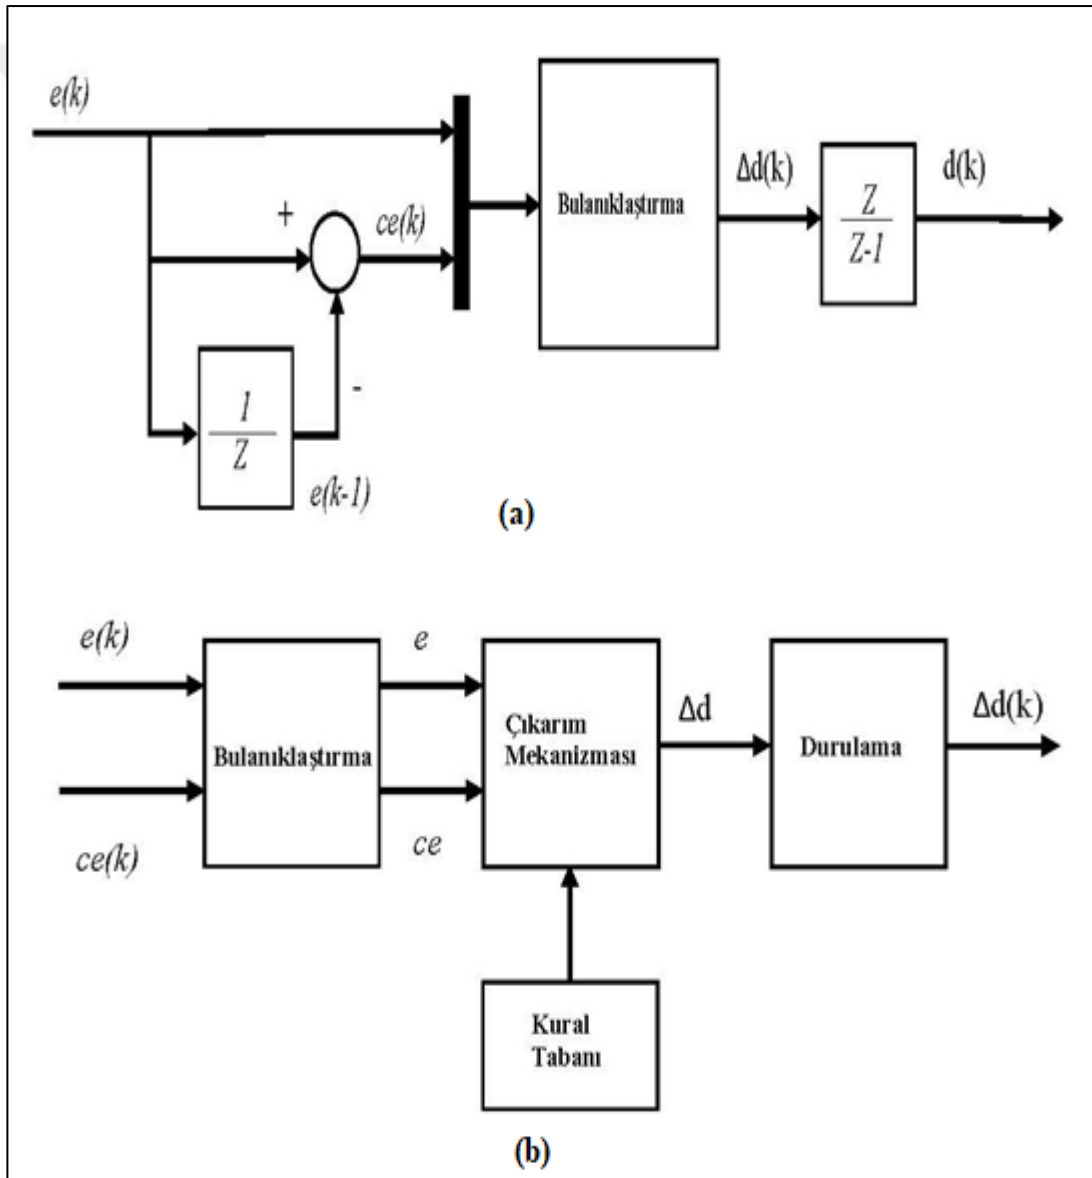 e(k)
+
ce(k)
Bulanıklaştırma
Δd(k)
Z
Z-1
d(k)
1
Z
-
e(k-1)
(a)
e(k)
ce(k)
Bulanıklaştırma
e
ce
Çıkarım
Mekanizması
Δd
Durulama
Δd(k)
Kural
Tabanı
(b)